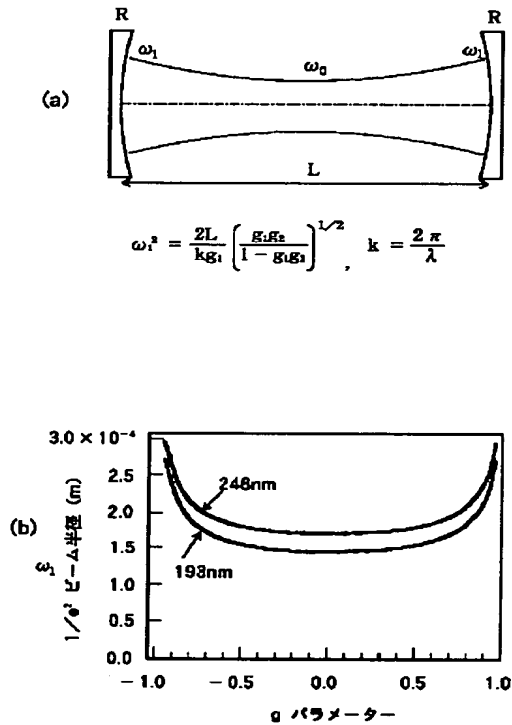 R R
ω₁ ω₀ ω₁
(a)
L
ω₁² = 2L/kg₁ (g₁g₂/1 − g₁g₂)^1/2, k = 2π/λ
3.0 × 10⁻⁴
2.5
248nm
2.0
(b)
1.5
193nm
1.0
0.5
0.0
ω₁
1/e² ビーム半径 (m)
−1.0 −0.5 0.0 0.5 1.0
g パラメーター